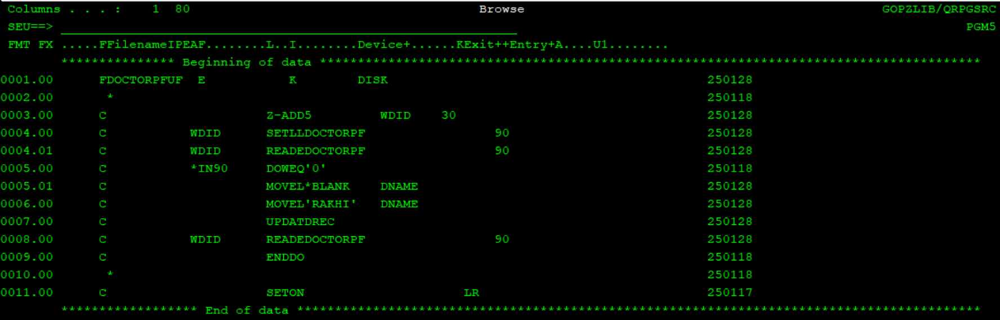 Columns . . . :    1  80                                      Browse                                               GOPZLIB/QRPGSRC
SEU==> ____________________________________________________________                                                           PGM5
FMT FX .....FFilenameIPEAF........L..I........Device+......KExit++Entry+A....U1........
        *************** Beginning of data ***************************************************************************************
0001.00      FDOCTORPFUF  E           K        DISK                                          250128
0002.00       *                                                                              250118
0003.00      C                     Z-ADD5         WDID    30                                 250128
0004.00      C           WDID      SETLLDOCTORPF                 90                          250128
0004.01      C           WDID      READEDOCTORPF                 90                          250128
0005.00      C           *IN90     DOWEQ'0'                                                  250118
0005.01      C                     MOVEL*BLANK    DNAME                                      250128
0006.00      C                     MOVEL'RAKHI'   DNAME                                      250128
0007.00      C                     UPDATDREC                                                 250128
0008.00      C           WDID      READEDOCTORPF                 90                          250128
0009.00      C                     ENDDO                                                     250118
0010.00       *                                                                              250118
0011.00      C                     SETON                     LR                              250117
        ****************** End of data ******************************************************************************************